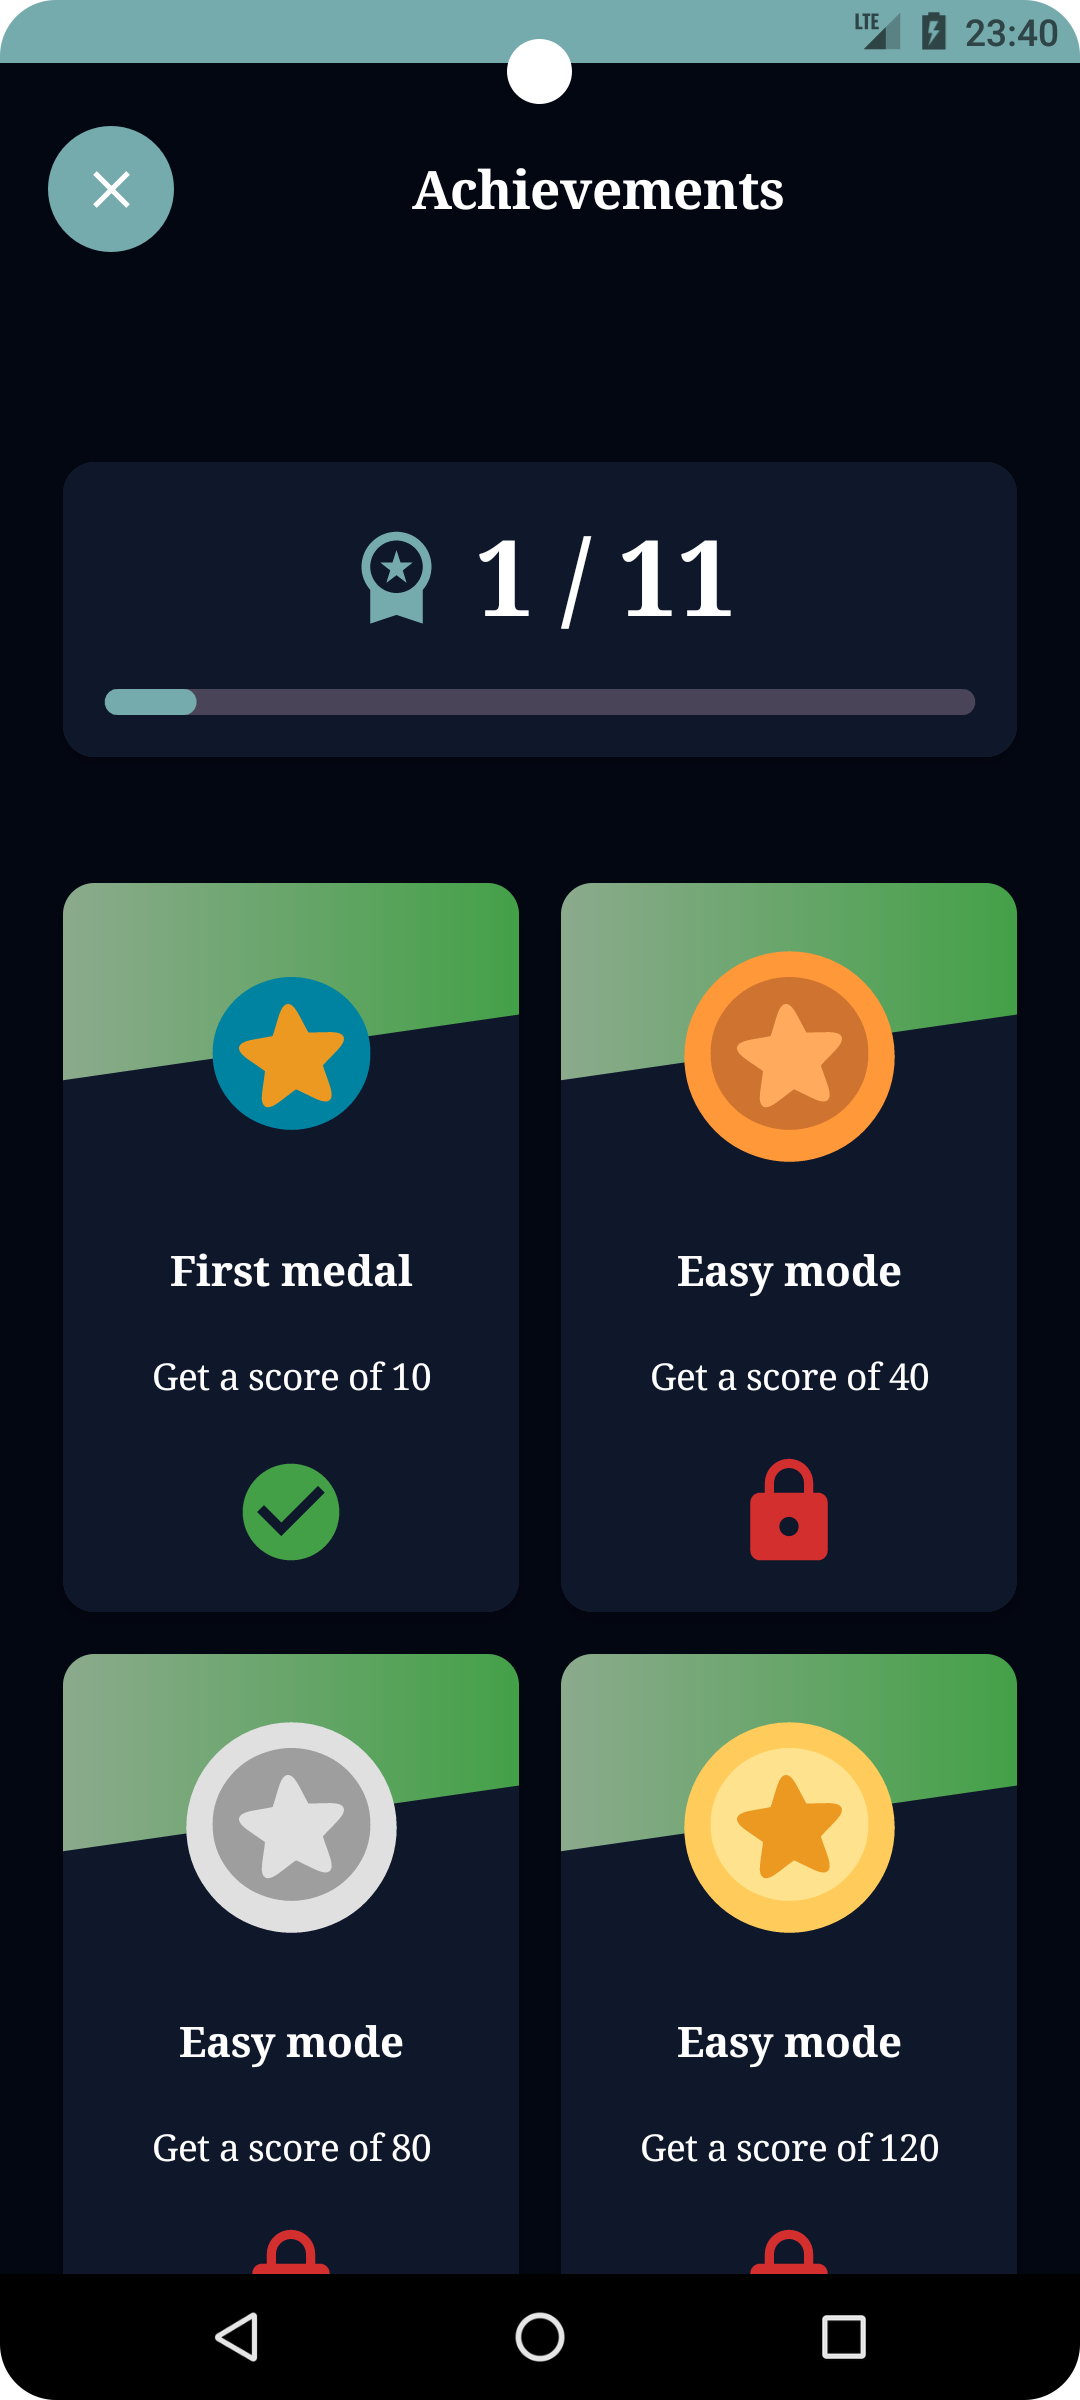 LTE 23:40
Achievements
1 / 11
First medal
Get a score of 10
Easy mode
Get a score of 40
Easy mode
Get a score of 80
Easy mode
Get a score of 120